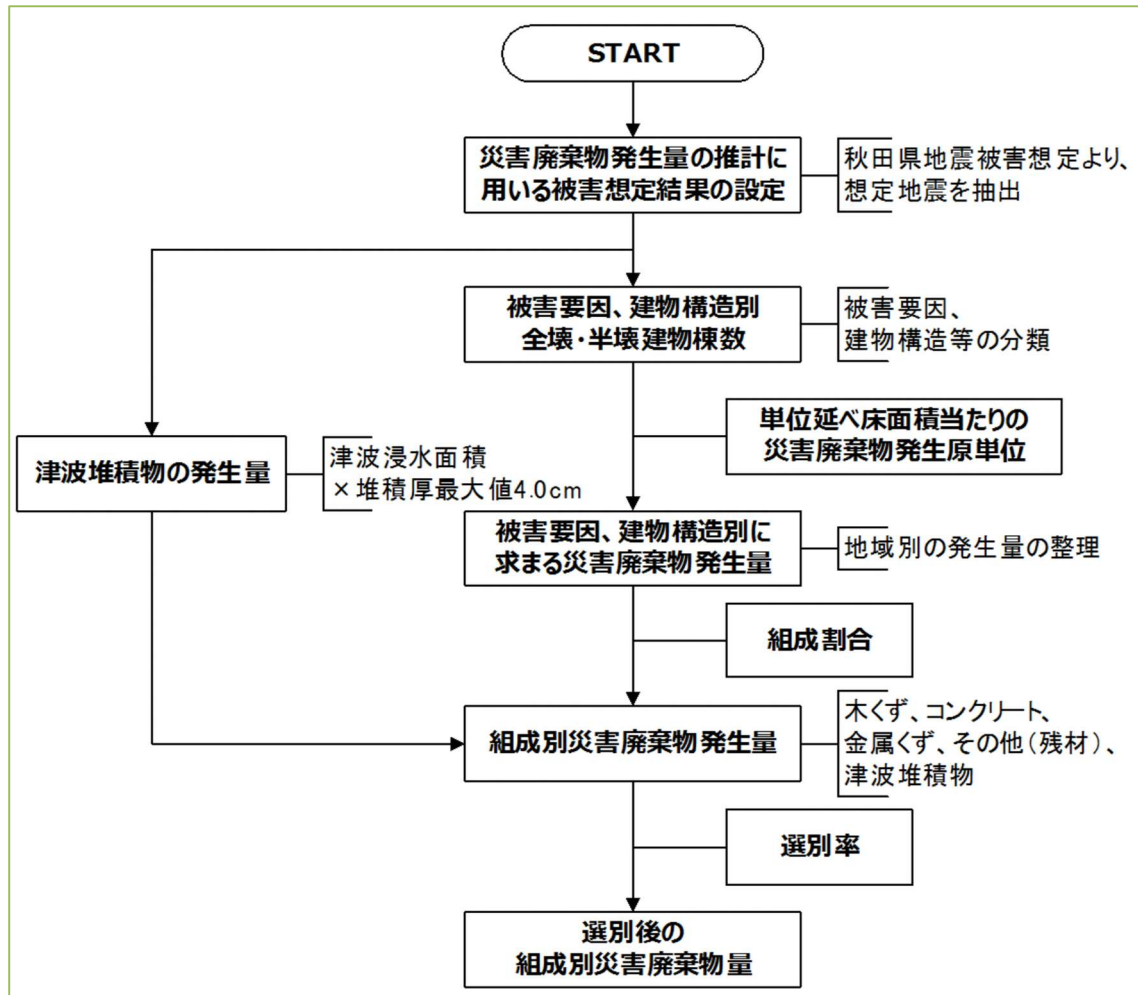 START
災害廃棄物発生量の推計に
用いる被害想定結果の設定
秋田県地震被害想定より、
想定地震を抽出
被害要因、建物構造別
全壊・半壊建物棟数
被害要因、
建物構造等の分類
単位延べ床面積当たりの
災害廃棄物発生原単位
津波堆積物の発生量
津波浸水面積
×堆積厚最大値4.0cm
被害要因、建物構造別に
求まる災害廃棄物発生量
地域別の発生量の整理
組成割合
組成別災害廃棄物発生量
木くず、コンクリート、
金属くず、その他(残材)、
津波堆積物
選別率
選別後の
組成別災害廃棄物量